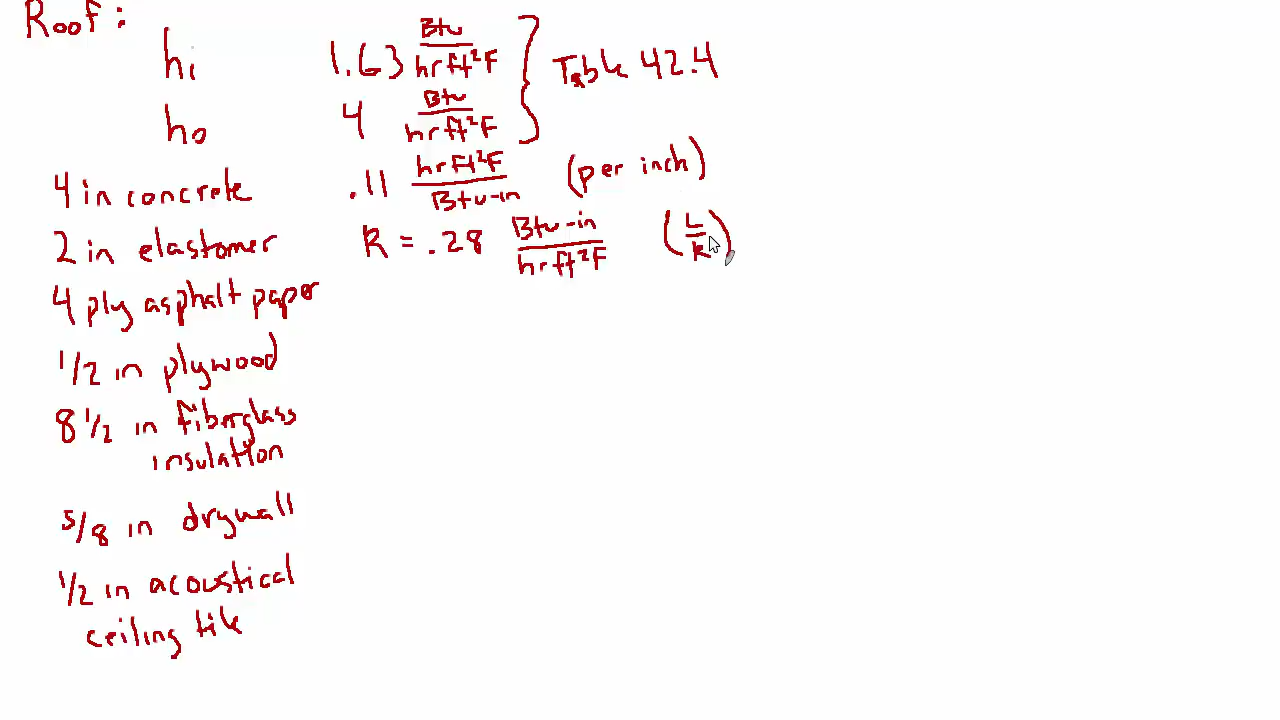 Roof:
hi 1.63 Btu/hrft²F
ho 4 Btu/hrft²F } Table 42.4
4 in concrete .11 hrft²F/Btu-in (per inch)
2 in elastomer R = .28 Btu-in/hrft²F (L/k)
4 ply asphalt paper
1/2 in plywood
8 1/2 in fiberglass
insulation
5/8 in drywall
1/2 in acoustical
ceiling tile